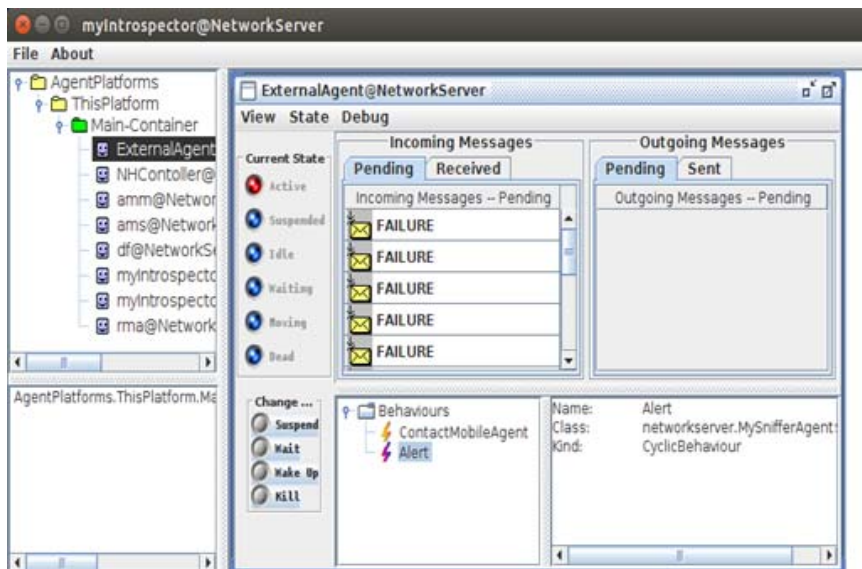 myIntrospector@NetworkServer
File About
AgentPlatforms
ThisPlatform
Main-Container
ExternalAgent
NHContoller@
amm@Networ
ams@Network
df@NetworkSe
myIntrospecto
myIntrospecto
rma@Network
AgentPlatforms.ThisPlatform.Ma
ExternalAgent@NetworkServer
View State Debug
Current State
Active
Suspended
Idle
Waiting
Moving
Dead
Incoming Messages
Pending Received
Incoming Messages -- Pending
FAILURE
FAILURE
FAILURE
FAILURE
FAILURE
Outgoing Messages
Pending Sent
Outgoing Messages -- Pending
Change ...
Suspend
Wait
Wake Up
Kill
Behaviours
ContactMobileAgent
Alert
Name: Alert
Class: networkserver.MySnifferAgent
Kind: CyclicBehaviour